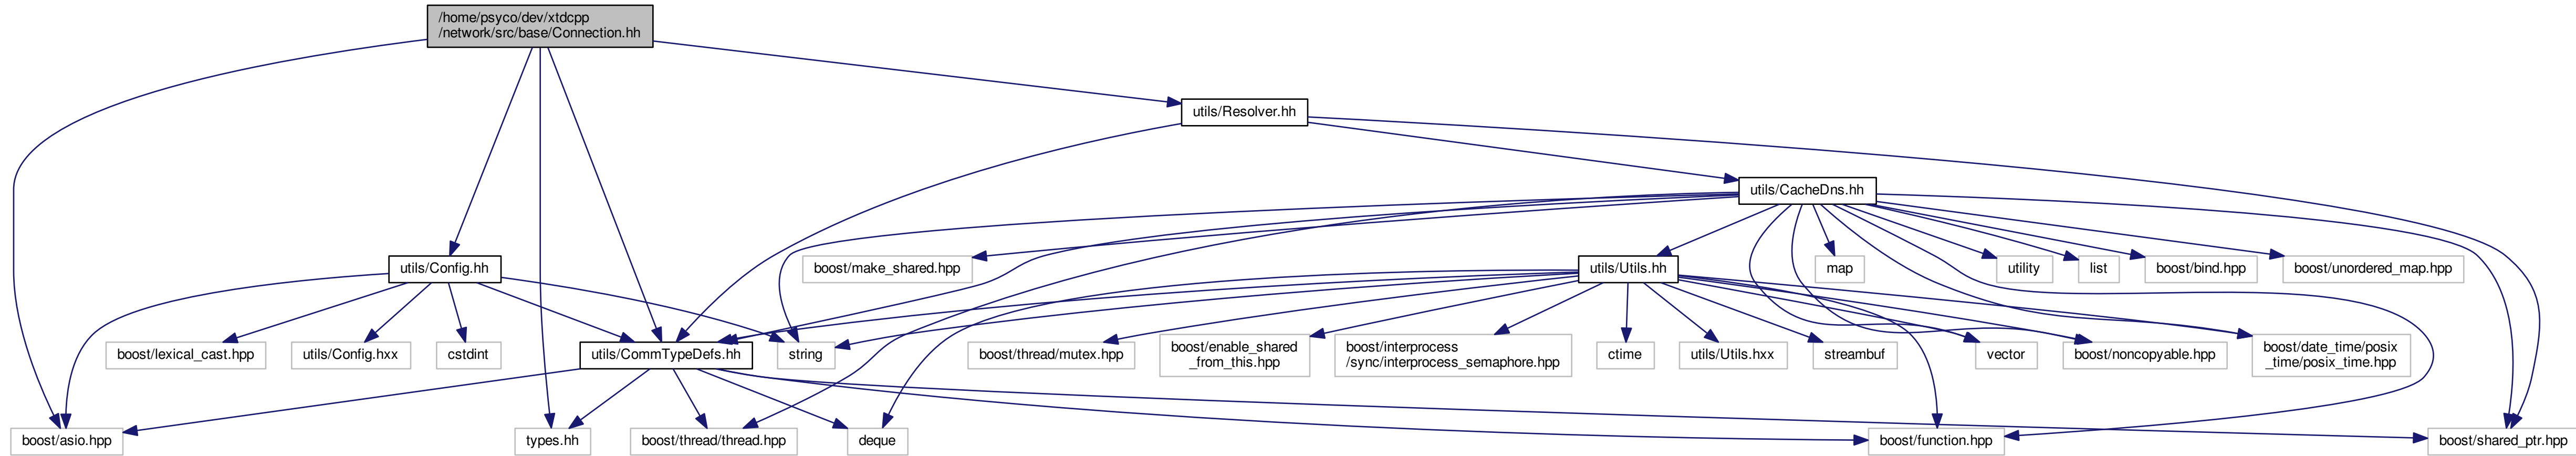 /home/psyco/dev/xtdcpp
/network/src/base/Connection.hh
utils/Resolver.hh
utils/CacheDns.hh
utils/Config.hh
boost/make_shared.hpp
utils/Utils.hh
map
utility
list
boost/bind.hpp
boost/unordered_map.hpp
boost/lexical_cast.hpp
utils/Config.hxx
cstdint
utils/CommTypeDefs.hh
string
boost/thread/mutex.hpp
boost/enable_shared
_from_this.hpp
boost/interprocess
/sync/interprocess_semaphore.hpp
ctime
utils/Utils.hxx
streambuf
vector
boost/noncopyable.hpp
boost/date_time/posix
_time/posix_time.hpp
boost/asio.hpp
types.hh
boost/thread/thread.hpp
deque
boost/function.hpp
boost/shared_ptr.hpp